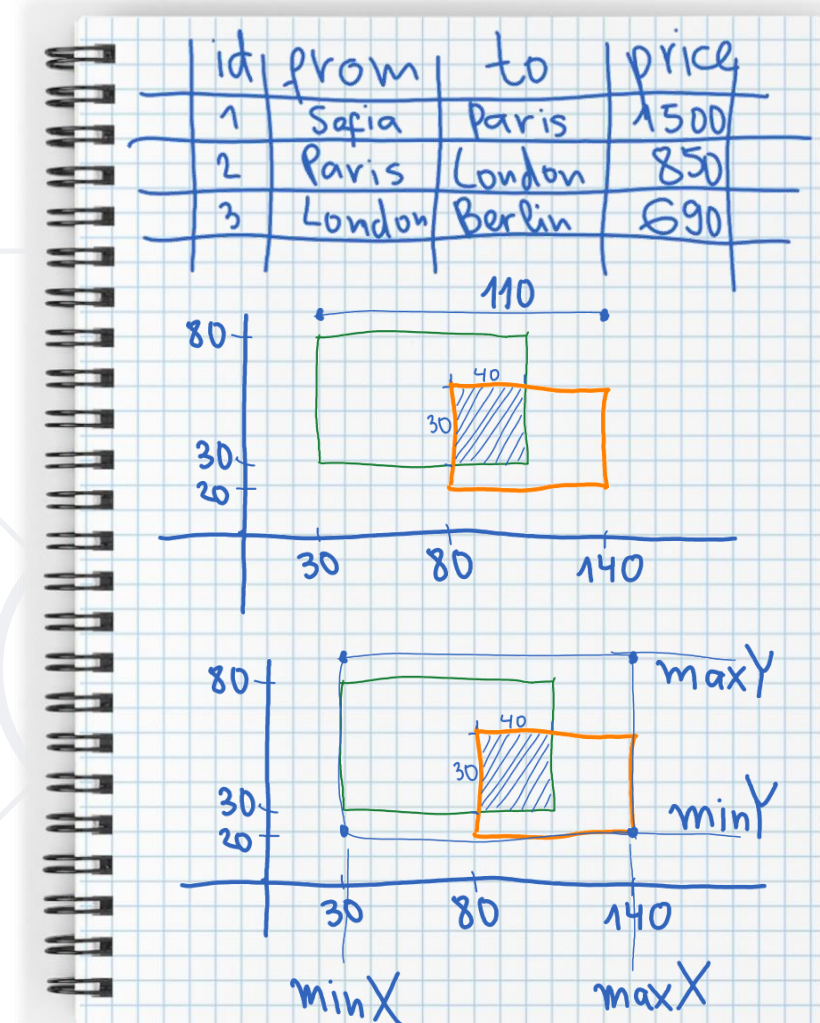 id from to price
1 Sofia Paris 1500
2 Paris London 850
3 London Berlin 690
110
80
40
30
30
20
30 80 140
maxY
80
40
30
30
minY
20
30 80 140
minX maxX